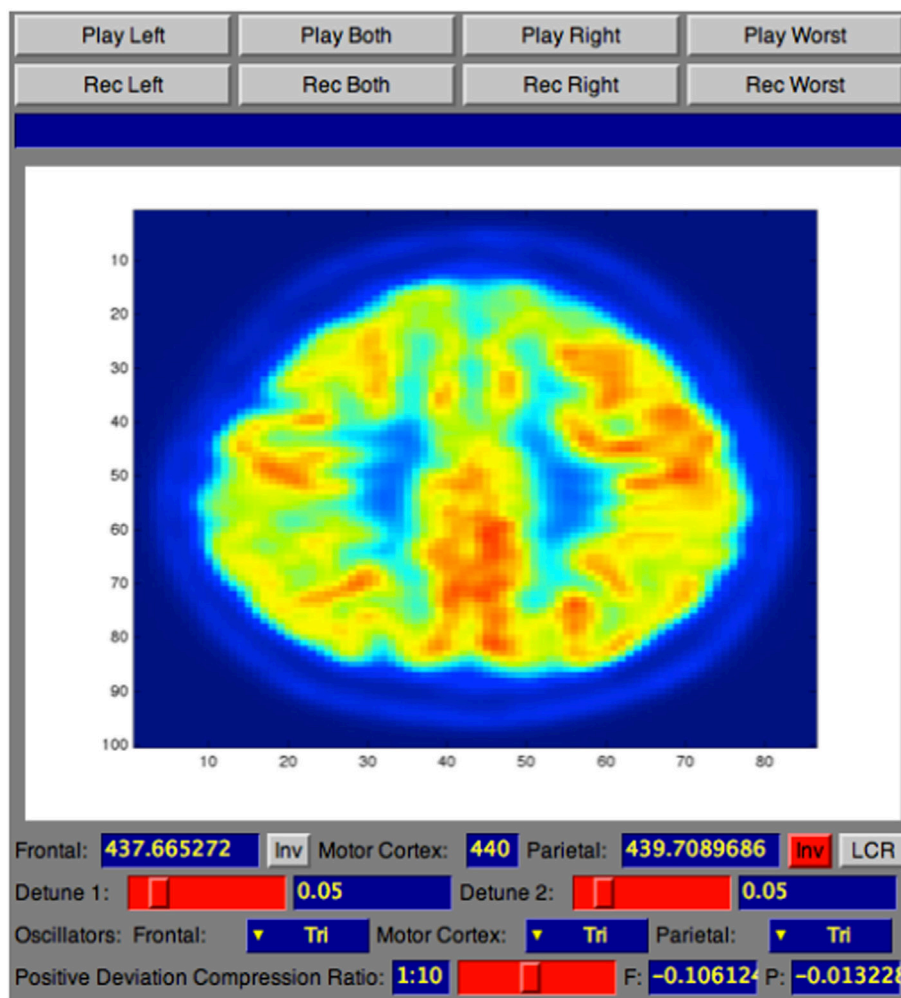 Play Left Play Both Play Right Play Worst
Rec Left Rec Both Rec Right Rec Worst
10
20
30
40
50
60
70
80
90
100
10 20 30 40 50 60 70 80
Frontal: 437.665272 Inv Motor Cortex: 440 Parietal: 439.7089686 Inv LCR
Detune 1: 0.05 Detune 2: 0.05
Oscillators: Frontal: Tri Motor Cortex: Tri Parietal: Tri
Positive Deviation Compression Ratio: 1:10 F: -0.106124 P: -0.013228